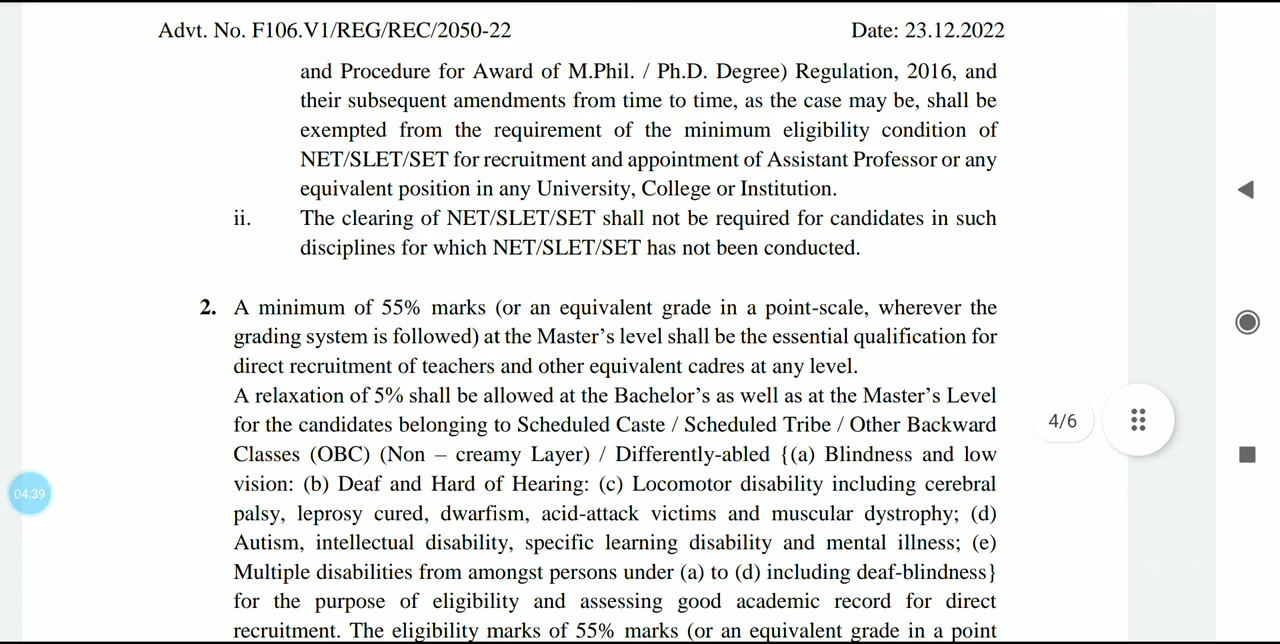 Advt. No. F106.V1/REG/REC/2050-22 Date: 23.12.2022
and Procedure for Award of M.Phil. / Ph.D. Degree) Regulation, 2016, and
their subsequent amendments from time to time, as the case may be, shall be
exempted from the requirement of the minimum eligibility condition of
NET/SLET/SET for recruitment and appointment of Assistant Professor or any
equivalent position in any University, College or Institution.
ii. The clearing of NET/SLET/SET shall not be required for candidates in such
disciplines for which NET/SLET/SET has not been conducted.
2. A minimum of 55% marks (or an equivalent grade in a point-scale, wherever the
grading system is followed) at the Master’s level shall be the essential qualification for
direct recruitment of teachers and other equivalent cadres at any level.
A relaxation of 5% shall be allowed at the Bachelor’s as well as at the Master’s Level
for the candidates belonging to Scheduled Caste / Scheduled Tribe / Other Backward
Classes (OBC) (Non – creamy Layer) / Differently-abled {(a) Blindness and low
vision: (b) Deaf and Hard of Hearing: (c) Locomotor disability including cerebral
palsy, leprosy cured, dwarfism, acid-attack victims and muscular dystrophy; (d)
Autism, intellectual disability, specific learning disability and mental illness; (e)
Multiple disabilities from amongst persons under (a) to (d) including deaf-blindness}
for the purpose of eligibility and assessing good academic record for direct
recruitment. The eligibility marks of 55% marks (or an equivalent grade in a point
4/6
04:39